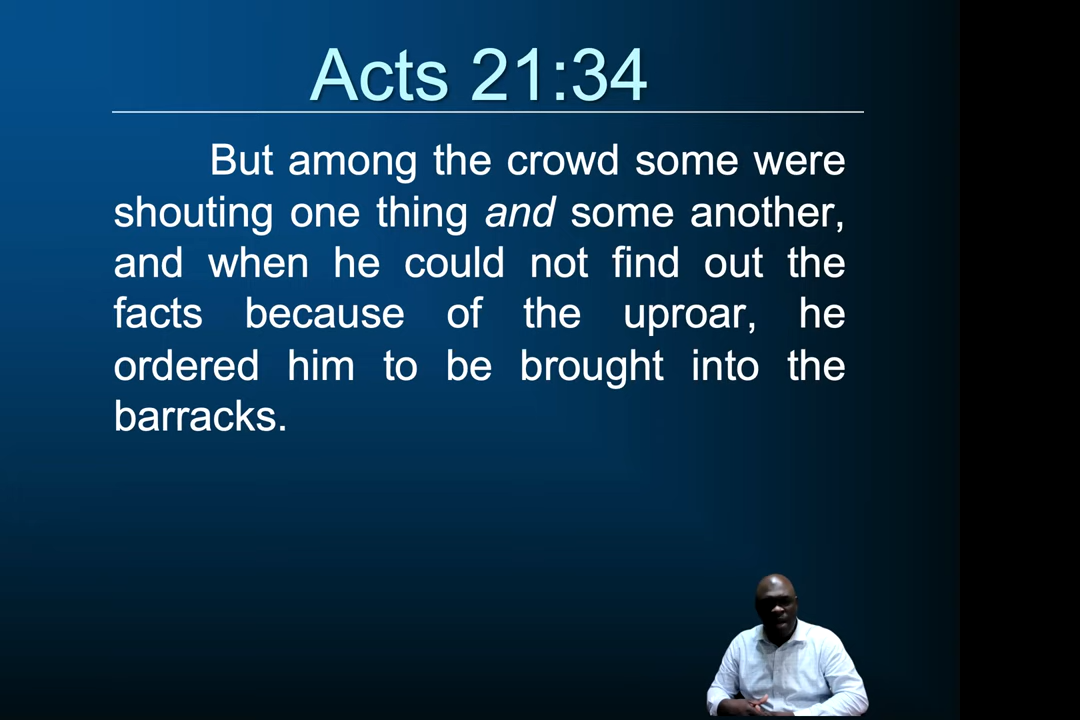 Acts 21:34
But among the crowd some were
shouting one thing and some another,
and when he could not find out the
facts because of the uproar, he
ordered him to be brought into the
barracks.